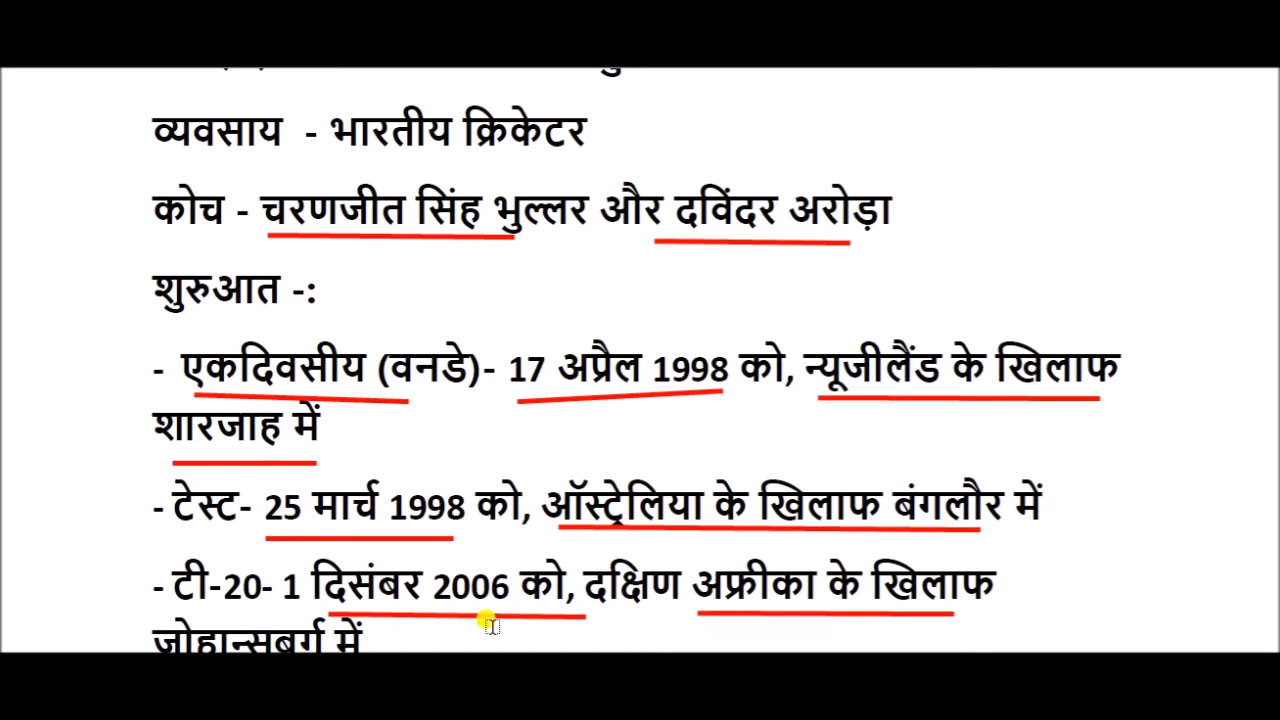 व्यवसाय - भारतीय क्रिकेटर
कोच - चरणजीत सिंह भुल्लर और दविंदर अरोड़ा
शुरुआत -:
- एकदिवसीय (वनडे)- 17 अप्रैल 1998 को, न्यूजीलैंड के खिलाफ
शारजाह में
- टेस्ट- 25 मार्च 1998 को, ऑस्ट्रेलिया के खिलाफ बंगलौर में
- टी-20- 1 दिसंबर 2006 को, दक्षिण अफ्रीका के खिलाफ
जोहान्सबर्ग में